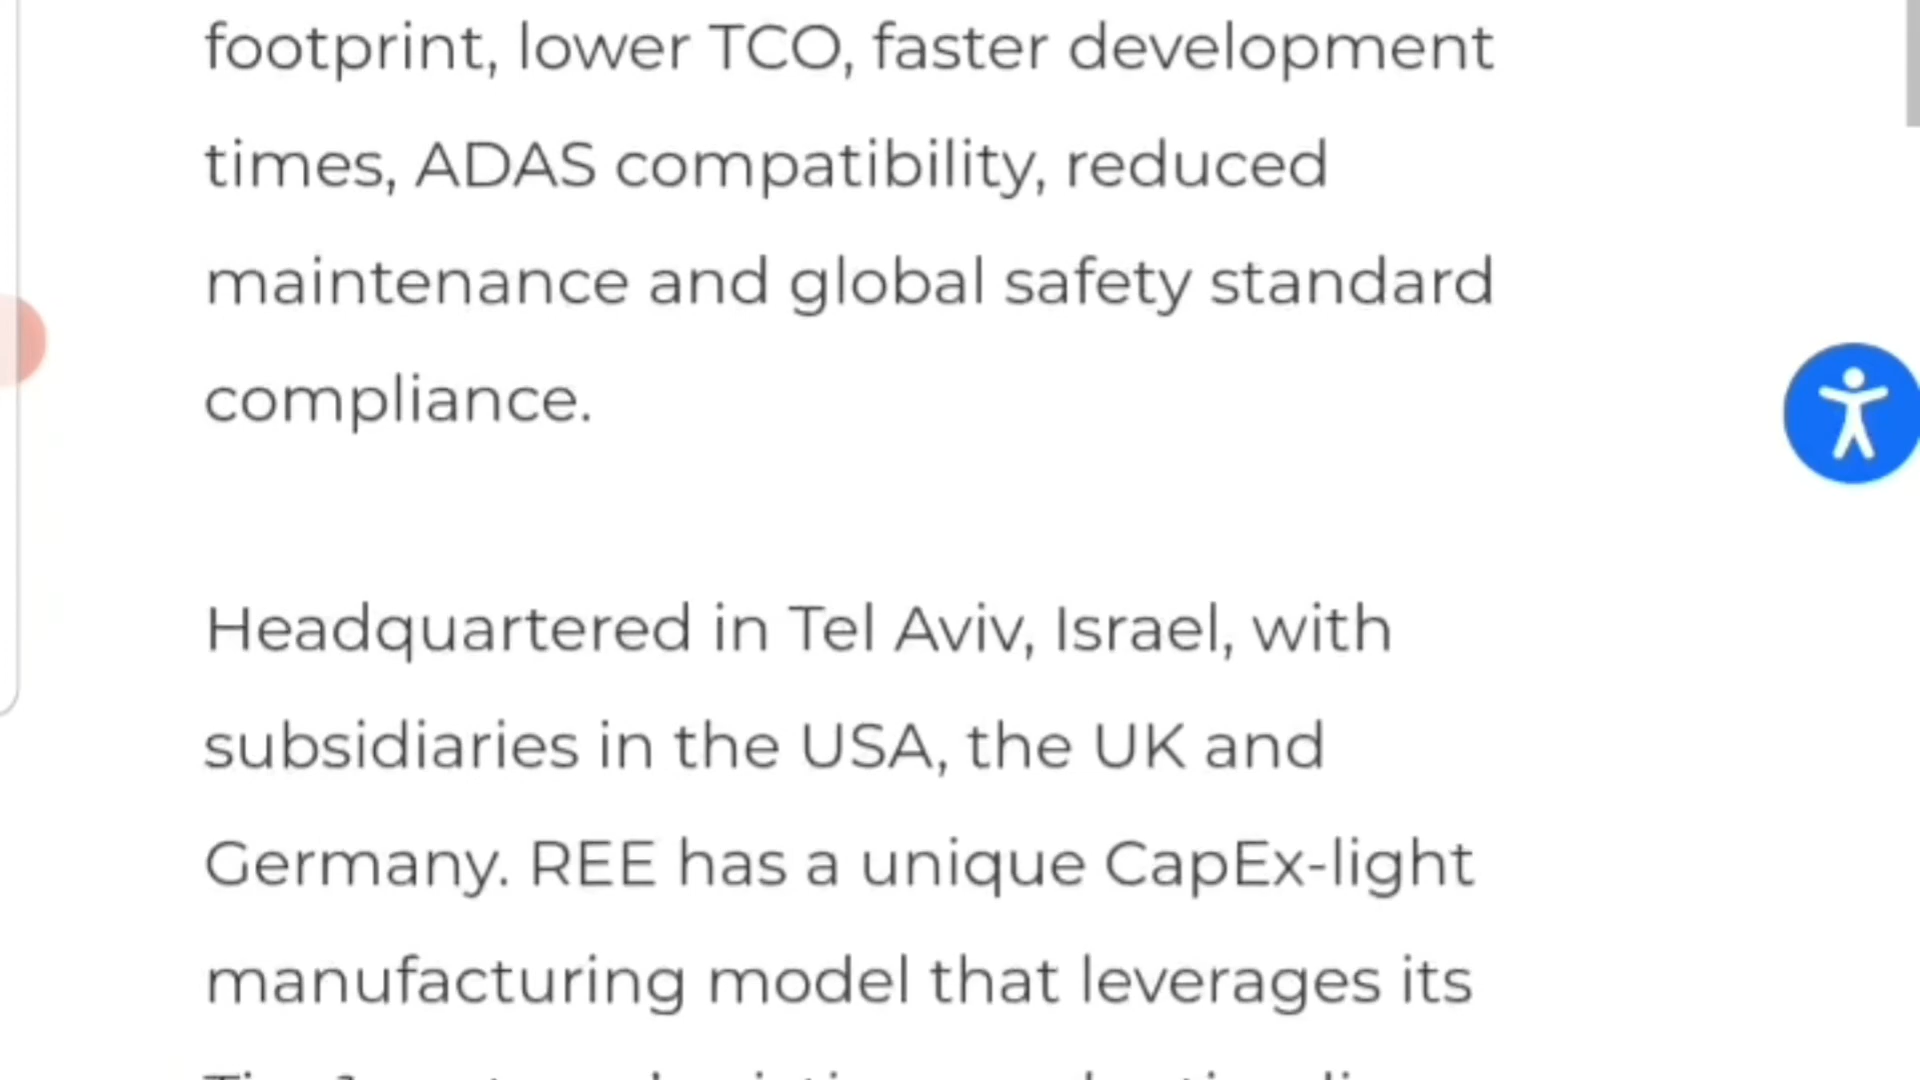 footprint, lower TCO, faster development
times, ADAS compatibility, reduced
maintenance and global safety standard
compliance.
Headquartered in Tel Aviv, Israel, with
subsidiaries in the USA, the UK and
Germany. REE has a unique CapEx-light
manufacturing model that leverages its